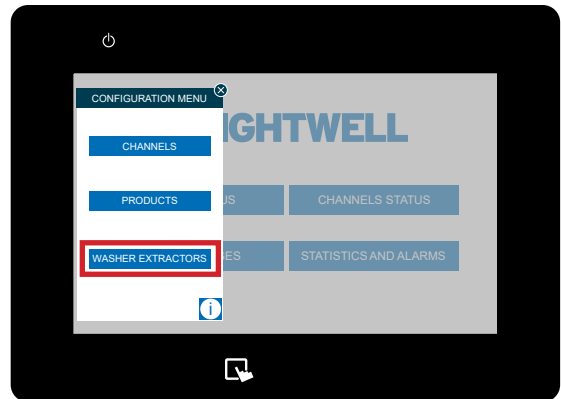 CONFIGURATION MENU
IGHTWELL
CHANNELS
PRODUCTS
US
CHANNELS STATUS
WASHER EXTRACTORS
ES
STATISTICS AND ALARMS
i